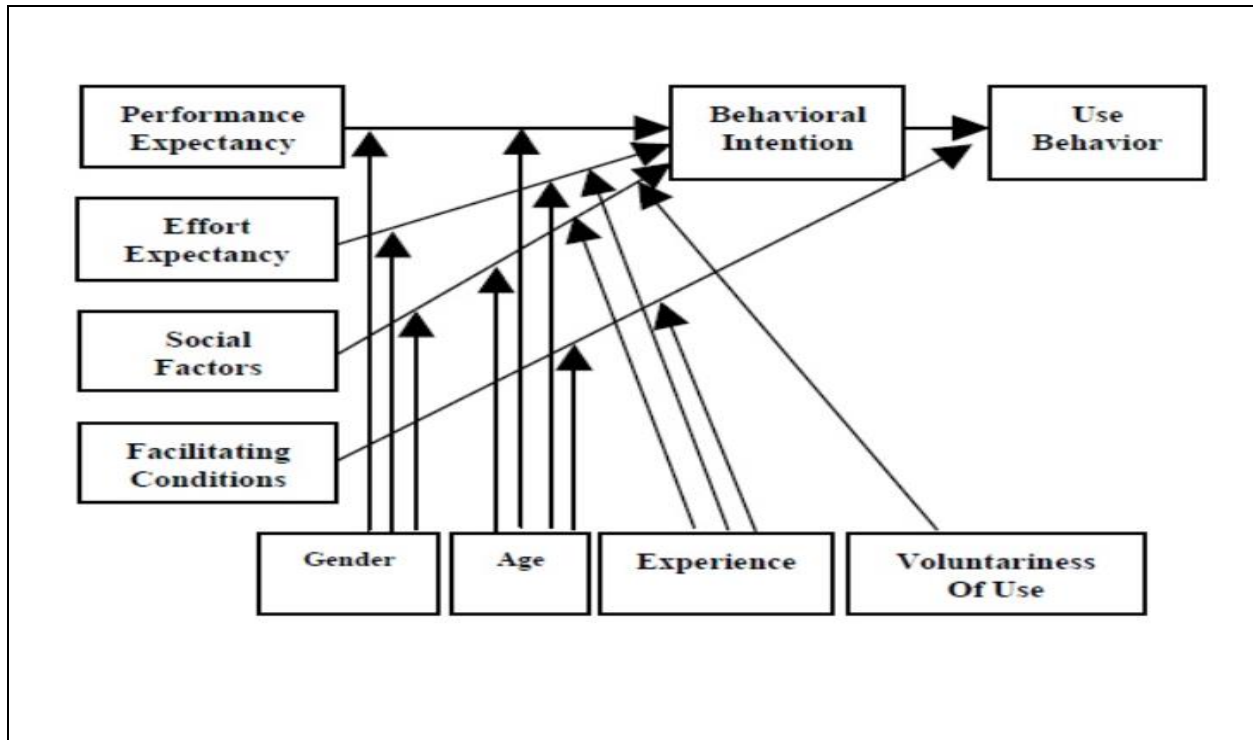 Performance
Expectancy
Behavioral
Intention
Use
Behavior
Effort
Expectancy
Social
Factors
Facilitating
Conditions
Gender
Age
Experience
Voluntariness
Of Use